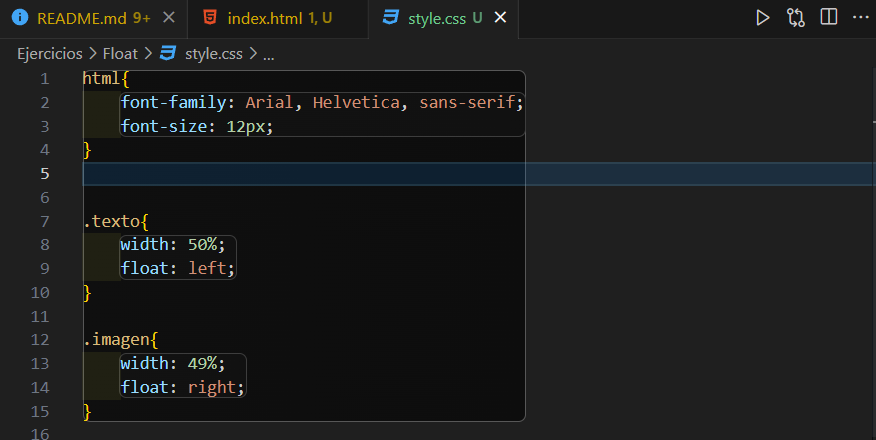 README.md 9+ index.html 1, U style.css U
Ejercicios > Float > style.css > ...
1 html{
2 font-family: Arial, Helvetica, sans-serif;
3 font-size: 12px;
4 }
5
6
7 .texto{
8 width: 50%;
9 float: left;
10 }
11
12 .imagen{
13 width: 49%;
14 float: right;
15 }
16